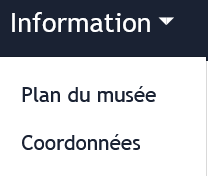 Information
Plan du musée
Coordonnées